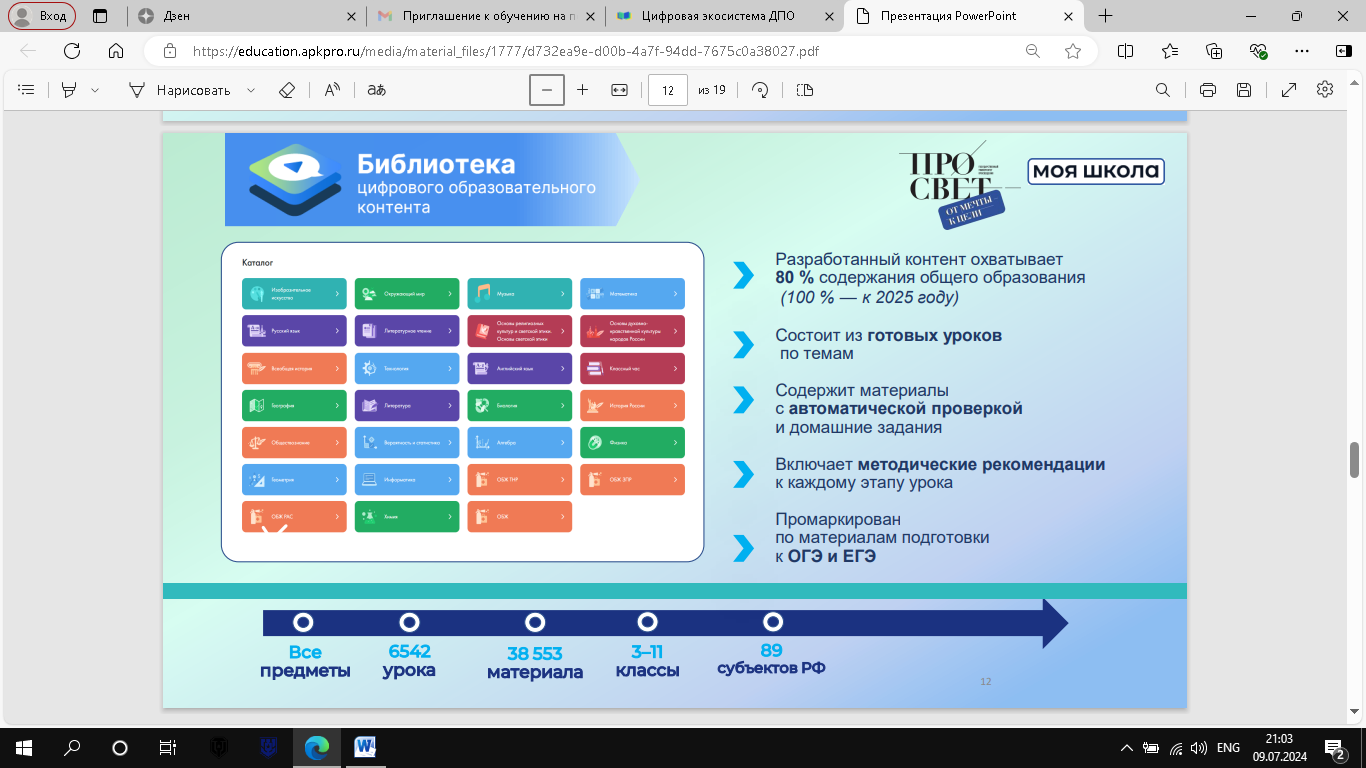 Вход
Дзен
Приглашение к обучению на п
Цифровая экосистема ДПО
Презентация PowerPoint
https://education.apkpro.ru/media/material_files/1777/d732ea9e-d00b-4a7f-94dd-7675c0a38027.pdf
Нарисовать
12
из 19
Библиотека
цифрового образовательного
контента
ПРО
СВЕТ
ОТ МЕЧТЫ
К ЦЕЛИ
МОЯ ШКОЛА
Каталог
Изобразительное
искусство
Окружающий мир
Музыка
Математика
Русский язык
Литературное чтение
Основы религиозных
культур и светской этики.
Основы светской этики
Основы духовно-
нравственной культуры
народов России
Всеобщая история
Технология
Английский язык
Классный час
География
Литература
Биология
История России
Обществознание
Вероятность и статистика
Алгебра
Физика
Геометрия
Информатика
ОБЖ ТНР
ОБЖ ЗПР
ОБЖ РАС
Химия
ОБЖ
Разработанный контент охватывает
80 % содержания общего образования
(100 % — к 2025 году)
Состоит из готовых уроков
по темам
Содержит материалы
с автоматической проверкой
и домашние задания
Включает методические рекомендации
к каждому этапу урока
Промаркирован
по материалам подготовки
к ОГЭ и ЕГЭ
Все
предметы
6542
урока
38 553
материала
3–11
классы
89
субъектов РФ
12
ENG
21:03
09.07.2024
2